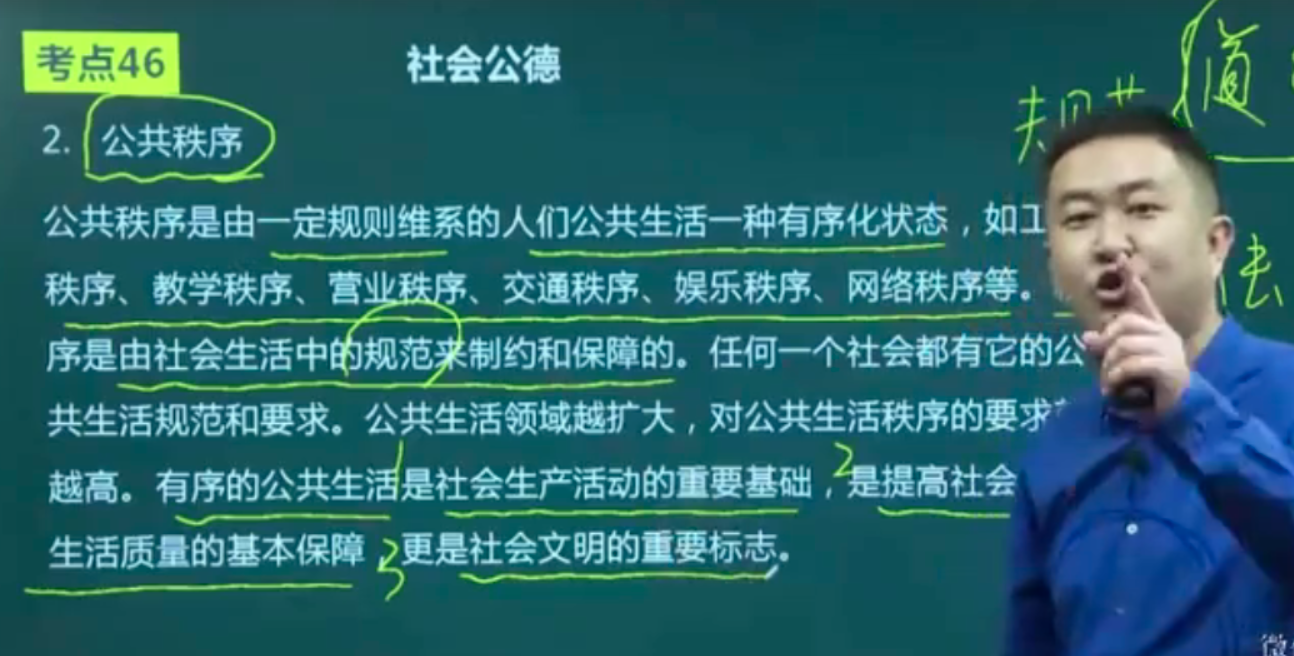 考点46
社会公德
2. 公共秩序
公共秩序是由一定规则维系的人们公共生活一种有序化状态，如工
秩序、教学秩序、营业秩序、交通秩序、娱乐秩序、网络秩序等。
序是由社会生活中的规范来制约和保障的。任何一个社会都有它的公
共生活规范和要求。公共生活领域越扩大，对公共生活秩序的要求
越高。有序的公共生活是社会生产活动的重要基础，是提高社会
生活质量的基本保障，更是社会文明的重要标志。
1
2
3
规
道
法
微